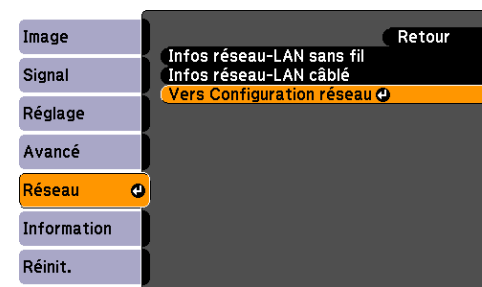 Image
Signal
Réglage
Avancé
Réseau
Information
Réinit.
Retour
Infos réseau-LAN sans fil
Infos réseau-LAN câblé
Vers Configuration réseau